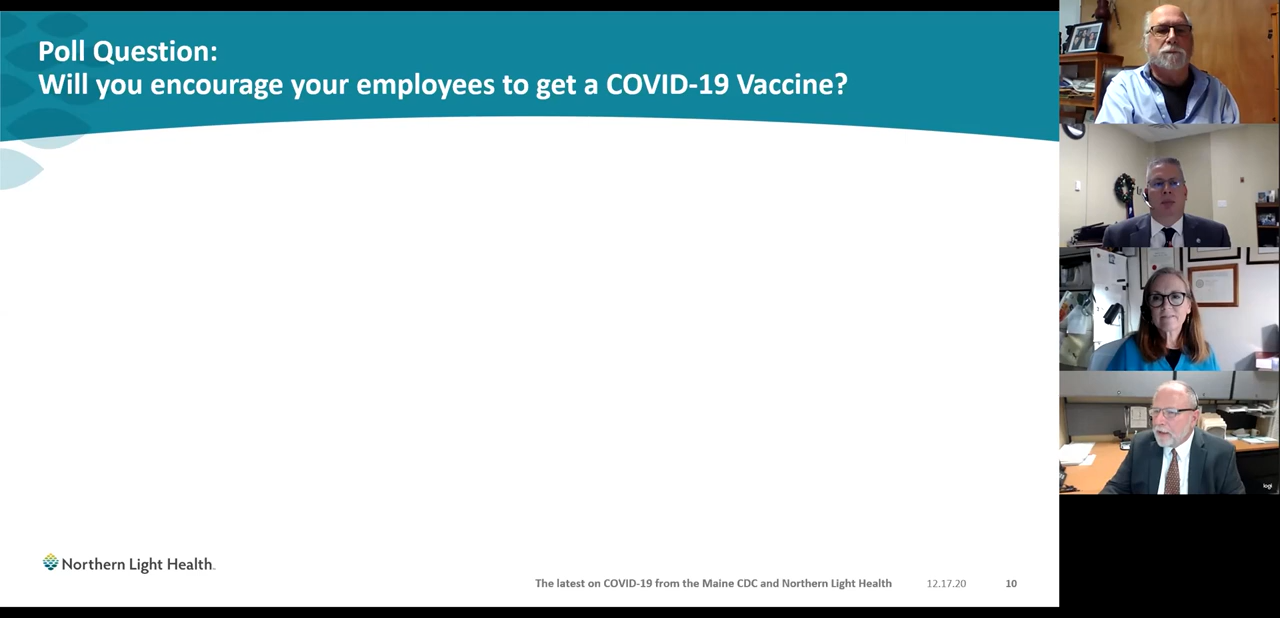 Poll Question:
Will you encourage your employees to get a COVID-19 Vaccine?
Northern Light Health
The latest on COVID-19 from the Maine CDC and Northern Light Health
12.17.20
10
logi